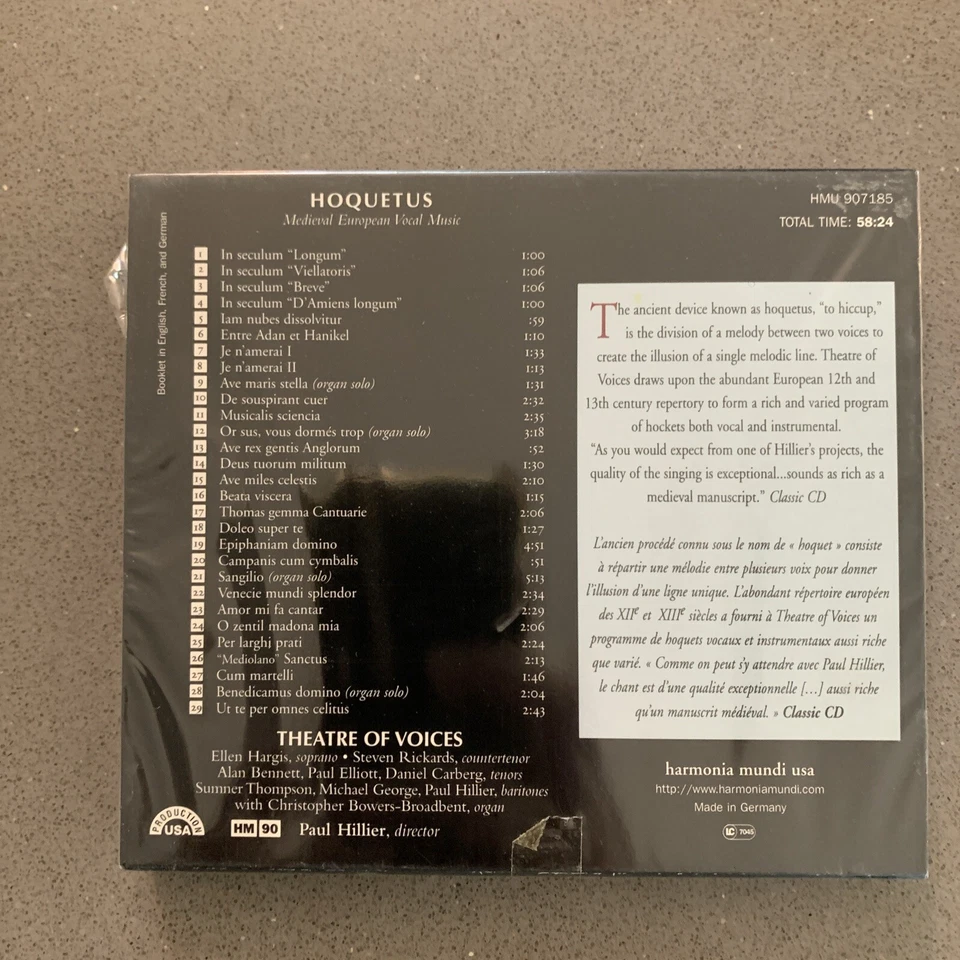 HOQUETUS
Medieval European Vocal Music
HMU 907185
TOTAL TIME: 58:24
Booklet in English, French, and German
1 In seculum “Longum” 1:00
2 In seculum “Viellatoris” 1:06
3 In seculum “Breve” 1:06
4 In seculum “D'Amiens longum” 1:00
5 Iam nubes dissolvitur :59
6 Entre Adan et Hanikel 1:10
7 Je n'amerai I 1:33
8 Je n'amerai II 1:13
9 Ave maris stella (organ solo) 1:31
10 De souspirant cuer 2:32
11 Musicalis sciencia 2:35
12 Or sus, vous dormés trop (organ solo) 3:18
13 Ave rex gentis Anglorum :52
14 Deus tuorum militum 1:30
15 Ave miles celestis 2:10
16 Beata viscera 1:15
17 Thomas gemma Cantuarie 2:06
18 Doleo super te 1:27
19 Epiphaniam domino 4:51
20 Campanis cum cymbalis :51
21 Sangilio (organ solo) 5:13
22 Venecie mundi splendor 2:34
23 Amor mi fa cantar 2:29
24 O zentil madona mia 2:06
25 Per larghi prati 2:24
26 “Mediolano” Sanctus 2:13
27 Cum martelli 1:46
28 Benedicamus domino (organ solo) 2:04
29 Ut te per omnes celitus 2:43
THEATRE OF VOICES
Ellen Hargis, soprano • Steven Rickards, countertenor
Alan Bennett, Paul Elliott, Daniel Carberg, tenors
Sumner Thompson, Michael George, Paul Hillier, baritones
with Christopher Bowers-Broadbent, organ
PRODUCTION USA
HM 90
Paul Hillier, director
The ancient device known as hoquetus, “to hiccup,”
is the division of a melody between two voices to
create the illusion of a single melodic line. Theatre of
Voices draws upon the abundant European 12th and
13th century repertory to form a rich and varied program
of hockets both vocal and instrumental.
“As you would expect from one of Hillier's projects, the
quality of the singing is exceptional...sounds as rich as a
medieval manuscript.” Classic CD
L'ancien procédé connu sous le nom de « hoquet » consiste
à répartir une mélodie entre plusieurs voix pour donner
l'illusion d'une ligne unique. L'abondant répertoire européen
des XIIe et XIIIe siècles a fourni à Theatre of Voices un
programme de hoquets vocaux et instrumentaux aussi riche
que varié. « Comme on peut s'y attendre avec Paul Hillier,
le chant est d'une qualité exceptionnelle [...] aussi riche
qu'un manuscrit médiéval. » Classic CD
harmonia mundi usa
http://www.harmoniamundi.com
Made in Germany
LC 7045